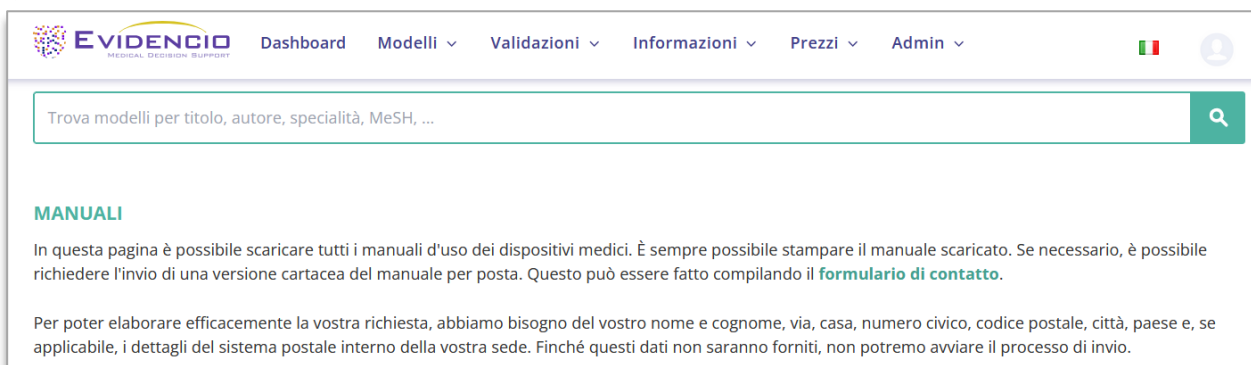 EVIDENCIO
MEDICAL DECISION SUPPORT
Dashboard Modelli Validazioni Informazioni Prezzi Admin
Trova modelli per titolo, autore, specialità, MeSH, ...
MANUALI
In questa pagina è possibile scaricare tutti i manuali d'uso dei dispositivi medici. È sempre possibile stampare il manuale scaricato. Se necessario, è possibile
richiedere l'invio di una versione cartacea del manuale per posta. Questo può essere fatto compilando il formulario di contatto.
Per poter elaborare efficacemente la vostra richiesta, abbiamo bisogno del vostro nome e cognome, via, casa, numero civico, codice postale, città, paese e, se
applicabile, i dettagli del sistema postale interno della vostra sede. Finché questi dati non saranno forniti, non potremo avviare il processo di invio.